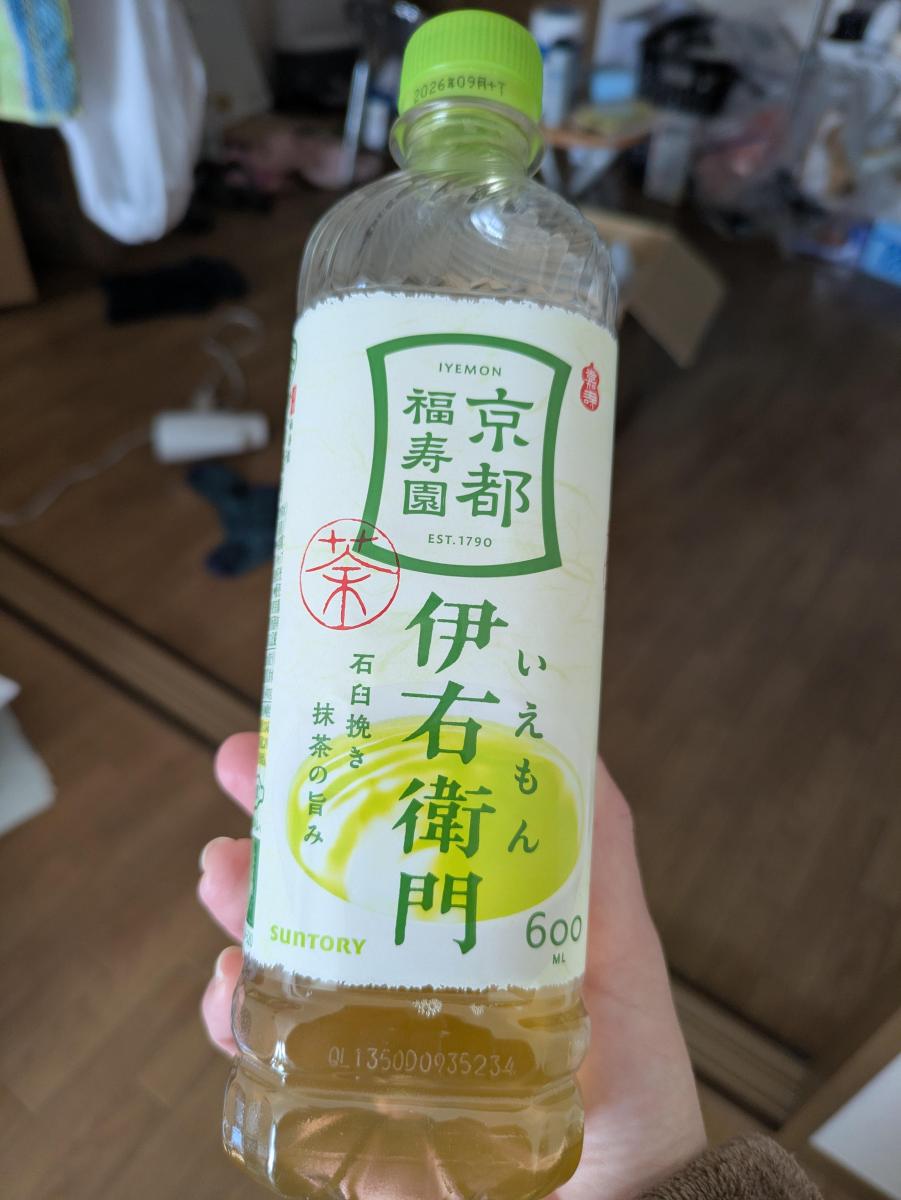 2026年09月+T
IYEMON
京都
福寿園
EST.1790
茶
伊右衛門
いえもん
石臼挽き
抹茶の旨み
SUNTORY
600
ML
QL1350D0935234